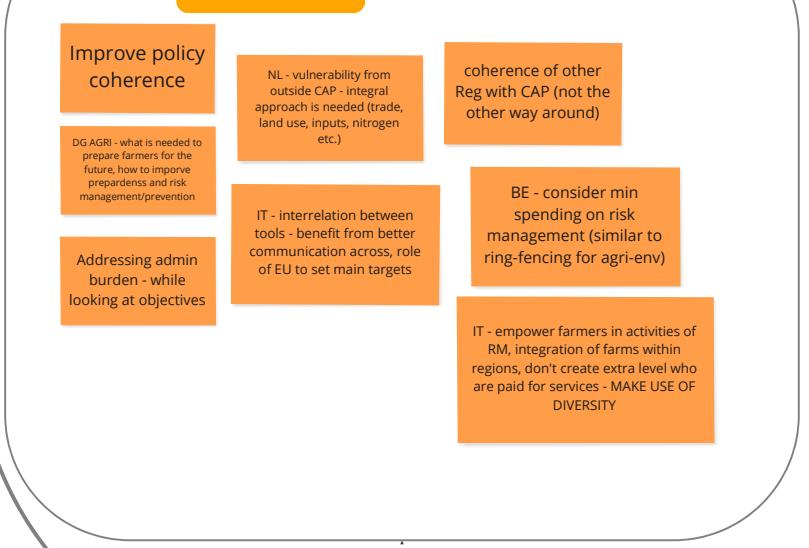 Improve policy
coherence
DG AGRI - what is needed to
prepare farmers for the
future, how to imporve
prepardenss and risk
management/prevention
Addressing admin
burden - while
looking at objectives
NL - vulnerability from
outside CAP - integral
approach is needed (trade,
land use, inputs, nitrogen
etc.)
IT - interrelation between
tools - benefit from better
communication across, role
of EU to set main targets
coherence of other
Reg with CAP (not the
other way around)
BE - consider min
spending on risk
management (similar to
ring-fencing for agri-env)
IT - empower farmers in activities of
RM, integration of farms within
regions, don't create extra level who
are paid for services - MAKE USE OF
DIVERSITY